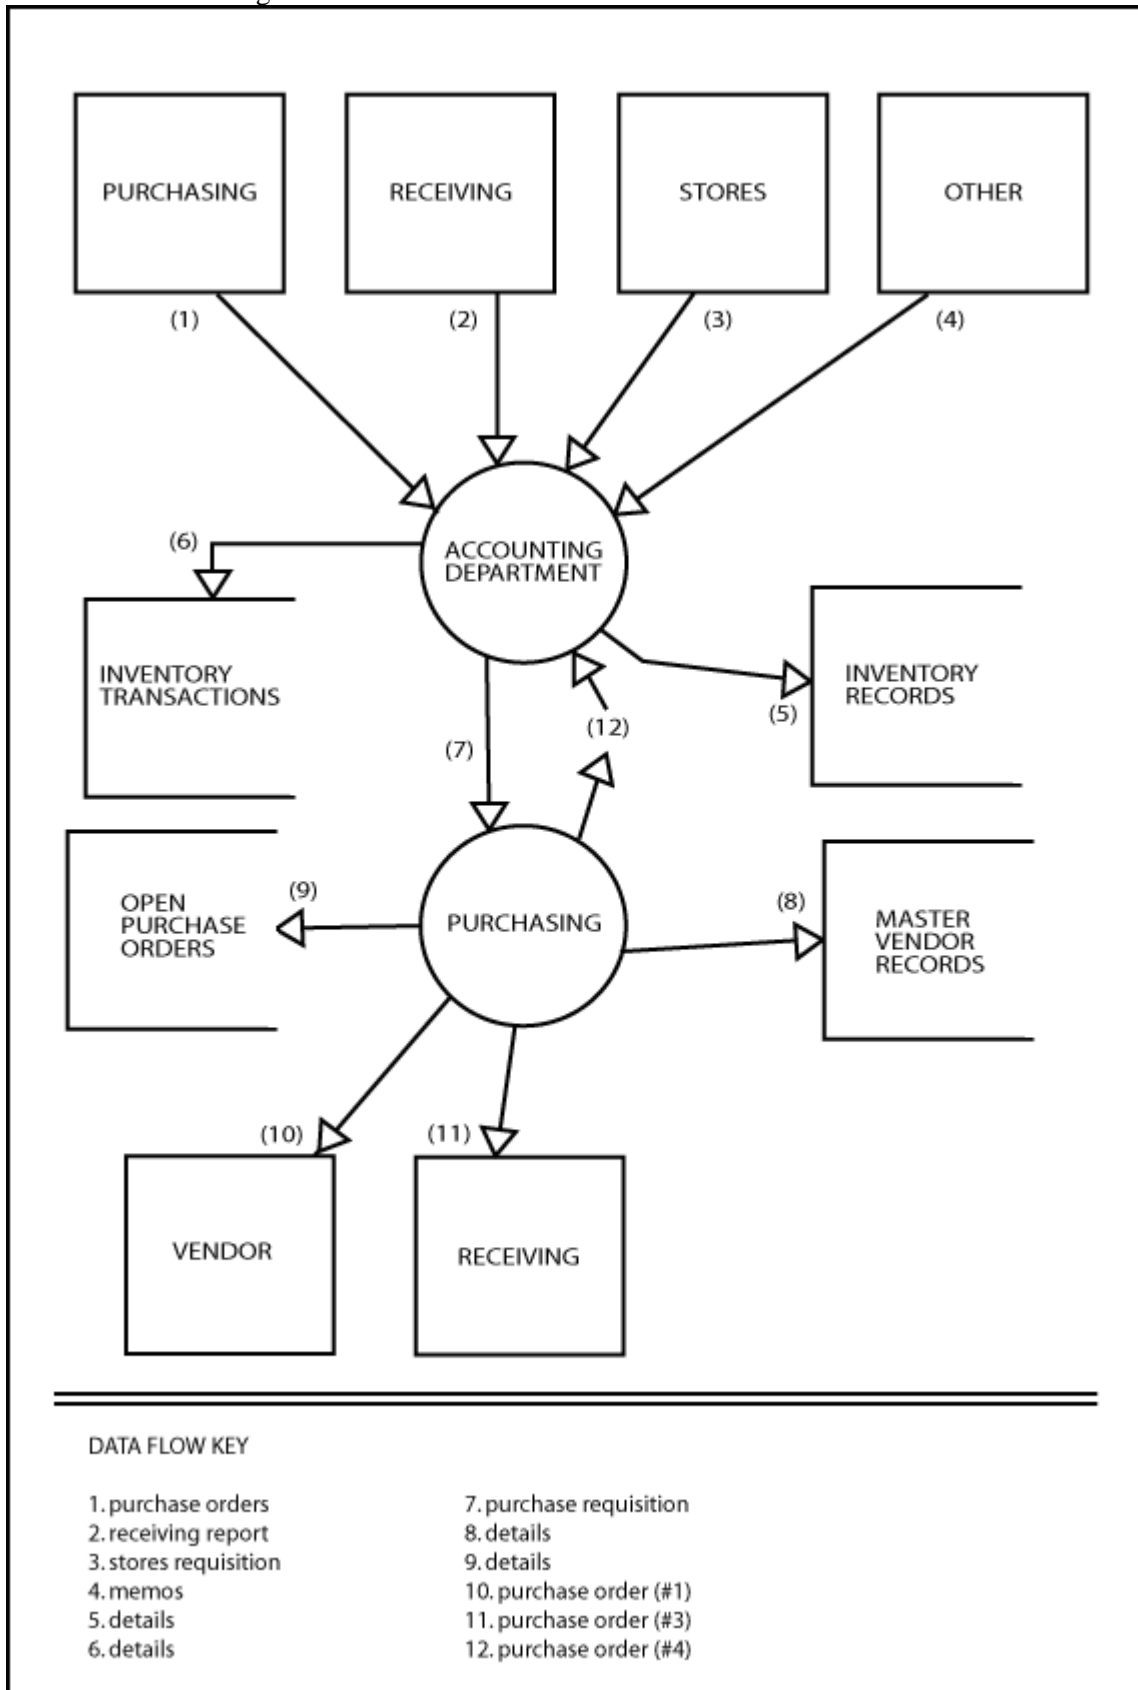 PURCHASING
RECEIVING
STORES
OTHER
(1)
(2)
(3)
(4)
ACCOUNTING
DEPARTMENT
(6)
INVENTORY
TRANSACTIONS
INVENTORY
RECORDS
(5)
(12)
(7)
OPEN
PURCHASE
ORDERS
(9)
PURCHASING
(8)
MASTER
VENDOR
RECORDS
(10)
(11)
VENDOR
RECEIVING
DATA FLOW KEY
1. purchase orders
2. receiving report
3. stores requisition
4. memos
5. details
6. details
7. purchase requisition
8. details
9. details
10. purchase order (#1)
11. purchase order (#3)
12. purchase order (#4)